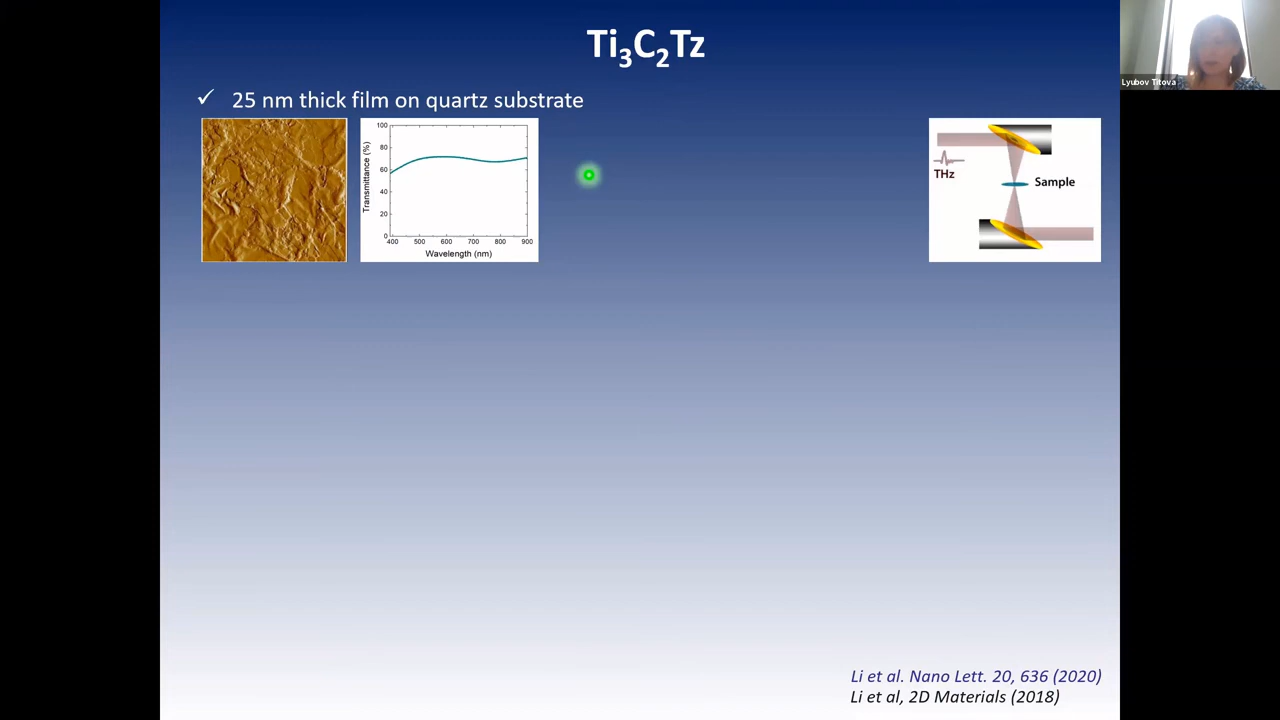 Ti₃C₂Tz
Lyubov Titova
✓ 25 nm thick film on quartz substrate
100
80
60
40
20
0
Transmittance (%)
400 500 600 700 800 900
Wavelength (nm)
THz
Sample
Li et al. Nano Lett. 20, 636 (2020)
Li et al, 2D Materials (2018)